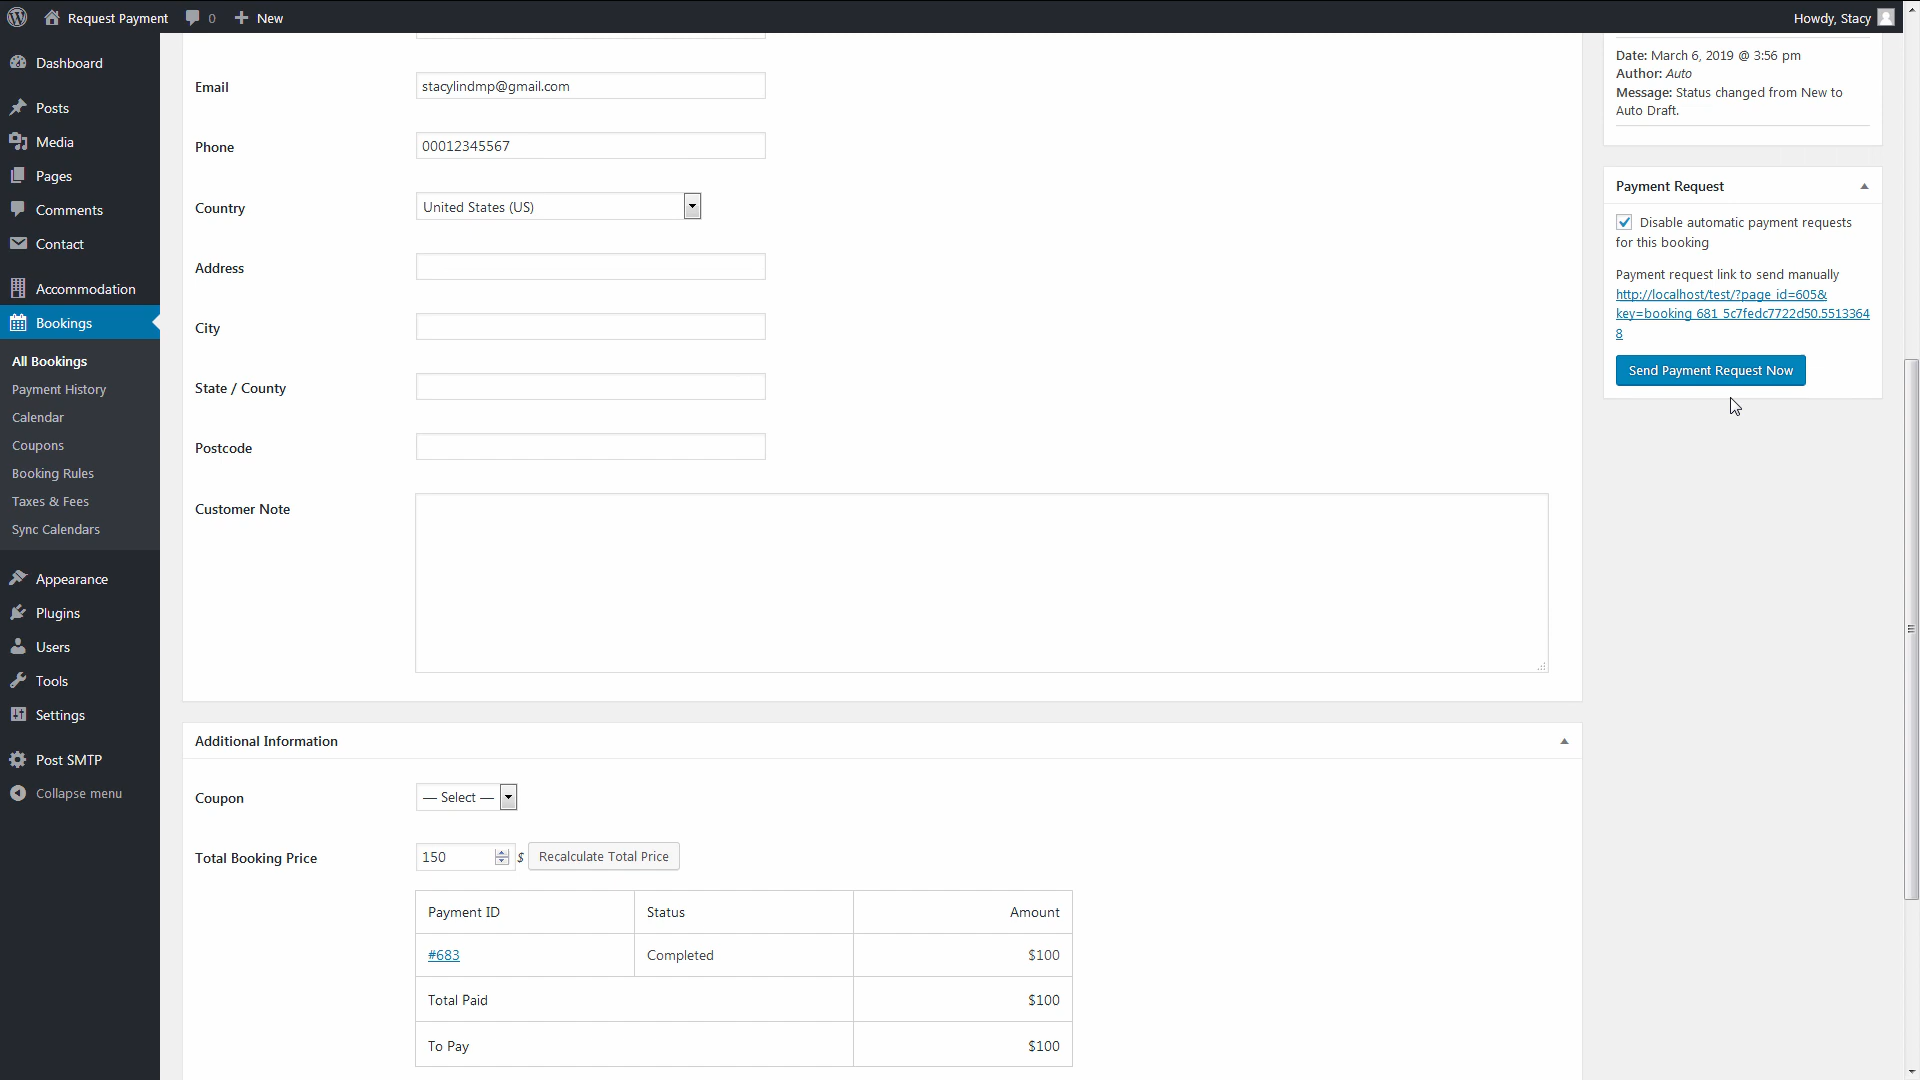 Request Payment
0
New
Howdy, Stacy
Dashboard
Posts
Media
Pages
Comments
Contact
Accommodation
Bookings
All Bookings
Payment History
Calendar
Coupons
Booking Rules
Taxes & Fees
Sync Calendars
Appearance
Plugins
Users
Tools
Settings
Post SMTP
Collapse menu
Email
stacylindmp@gmail.com
Phone
00012345567
Country
United States (US)
Address
City
State / County
Postcode
Customer Note
Additional Information
Coupon
— Select —
Total Booking Price
150
$
Recalculate Total Price
Payment ID Status Amount
#683 Completed $100
Total Paid $100
To Pay $100
Date: March 6, 2019 @ 3:56 pm
Author: Auto
Message: Status changed from New to
Auto Draft.
Payment Request
Disable automatic payment requests
for this booking
Payment request link to send manually
http://localhost/test/?page_id=605&
key=booking_681_5c7fedc7722d50.5513364
8
Send Payment Request Now